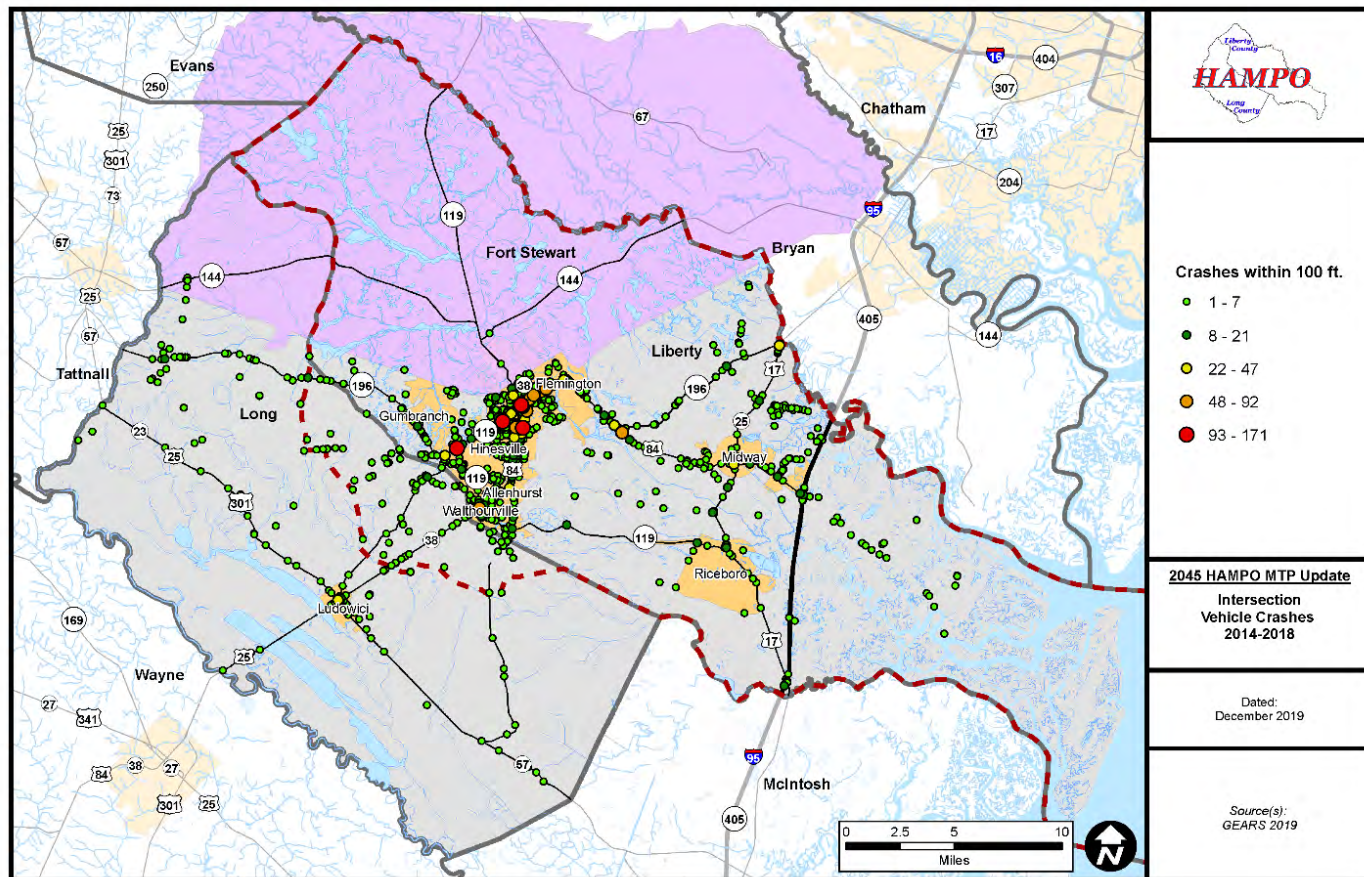 Evans
250
16
404
Liberty
County
HAMPO
Long
County
Chatham
307
25
67
17
301
204
73
119
95
57
Fort Stewart
Bryan
144
144
144
25
405
57
Liberty
17
Tattnall
196
38
Flemington
196
Long
Gumbranch
25
119
23
Hinesville
84
Midway
25
119
84
Allenhurst
301
Walthourville
38
119
Riceboro
Ludowici
169
17
25
Wayne
27
341
95
57
McIntosh
84
38
27
301
25
405
0
2.5
5
10
Miles
N
Crashes within 100 ft.
1 - 7
8 - 21
22 - 47
48 - 92
93 - 171
2045 HAMPO MTP Update
Intersection
Vehicle Crashes
2014-2018
Dated:
December 2019
Source(s):
GEARS 2019